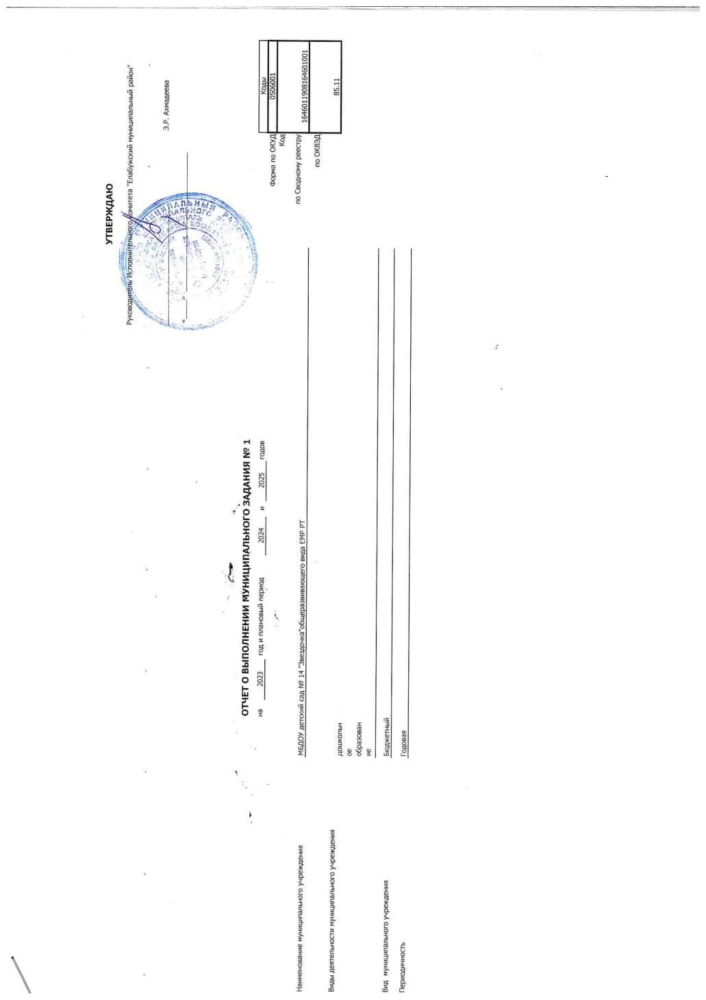 УТВЕРЖДАЮ
Руководитель Исполнительного комитета "Елабужский муниципальный район"
Э.Р. Ахмадеева
« »
ОТЧЕТ О ВЫПОЛНЕНИИ МУНИЦИПАЛЬНОГО ЗАДАНИЯ № 1
на 2023 год и плановый период 2024 и 2025 годов
Коды
Форма по ОКУД 0506001
Код
по Сводному реестру 1646011908164601001
по ОКВЭД 85.11
Наименование муниципального учреждения МБДОУ детский сад № 14 "Звездочка"общеразвивающего вида ЕМР РТ
Виды деятельности муниципального учреждения
дошкольн
ое
образован
ие
Вид муниципального учреждения Бюджетный
Периодичность Годовая